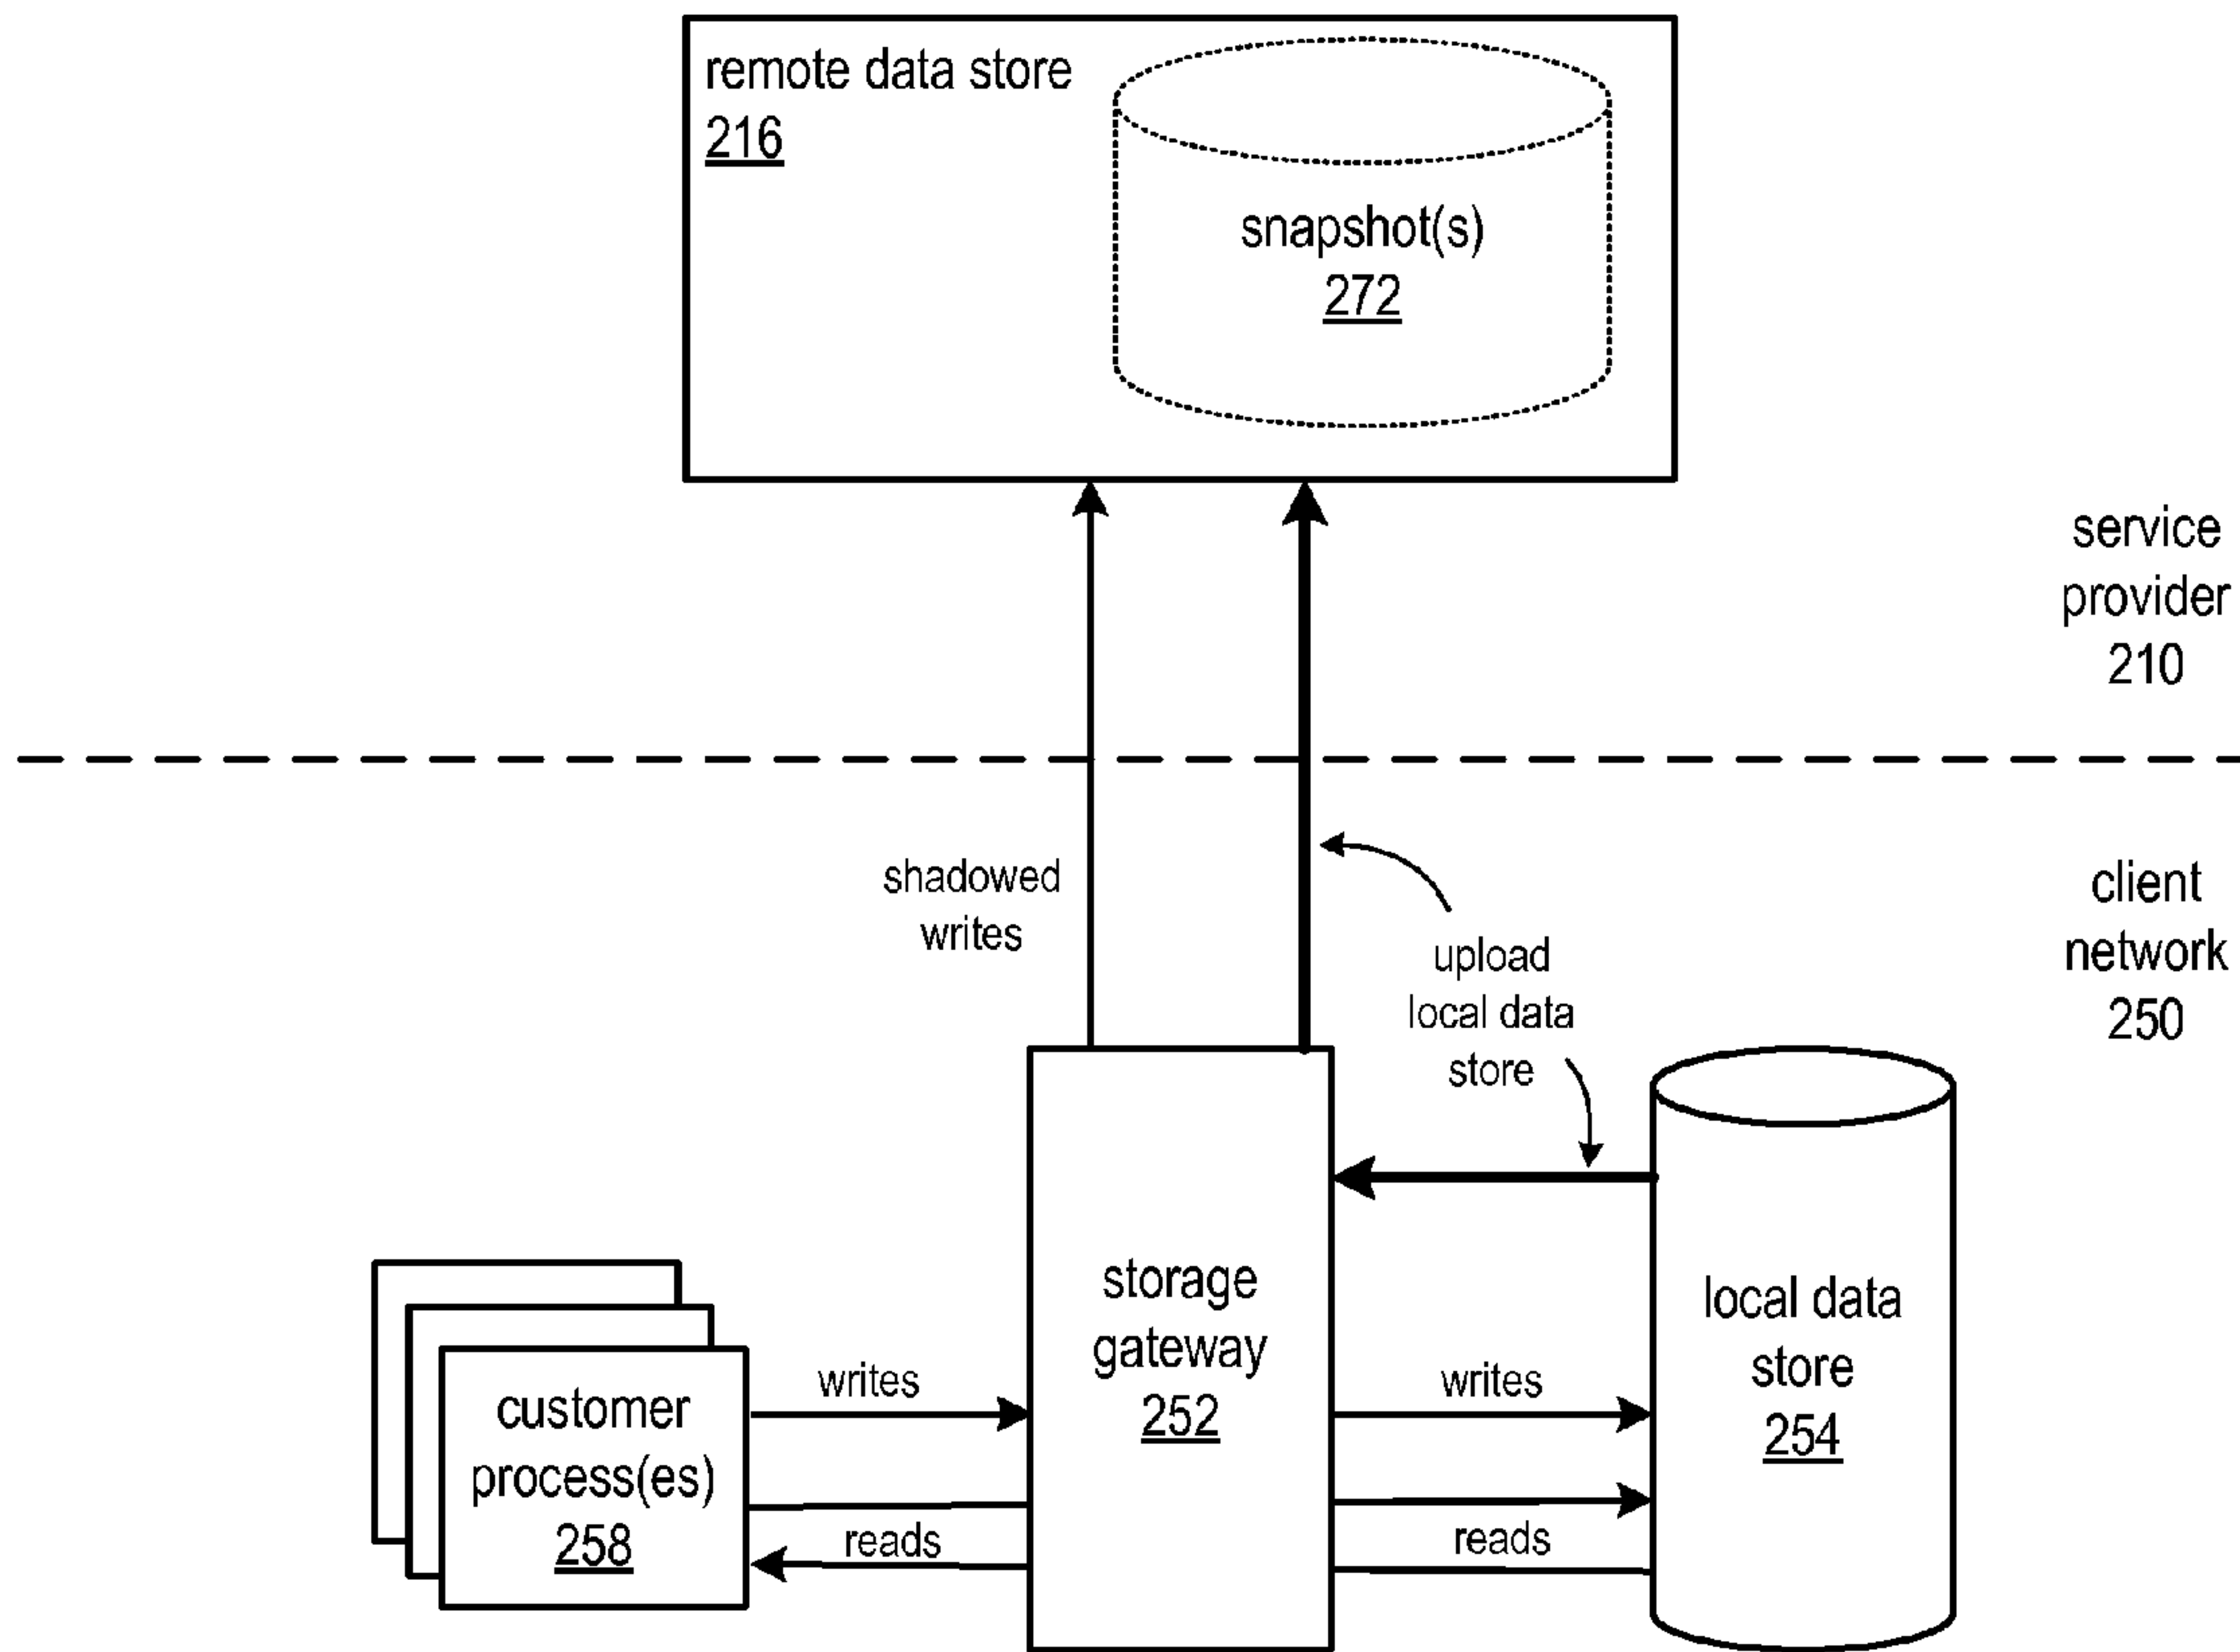 remote data store
216
snapshot(s)
272
service
provider
210
shadowed
writes
upload
local data
store
client
network
250
storage
gateway
252
local data
store
254
customer
process(es)
258
writes
reads
writes
reads